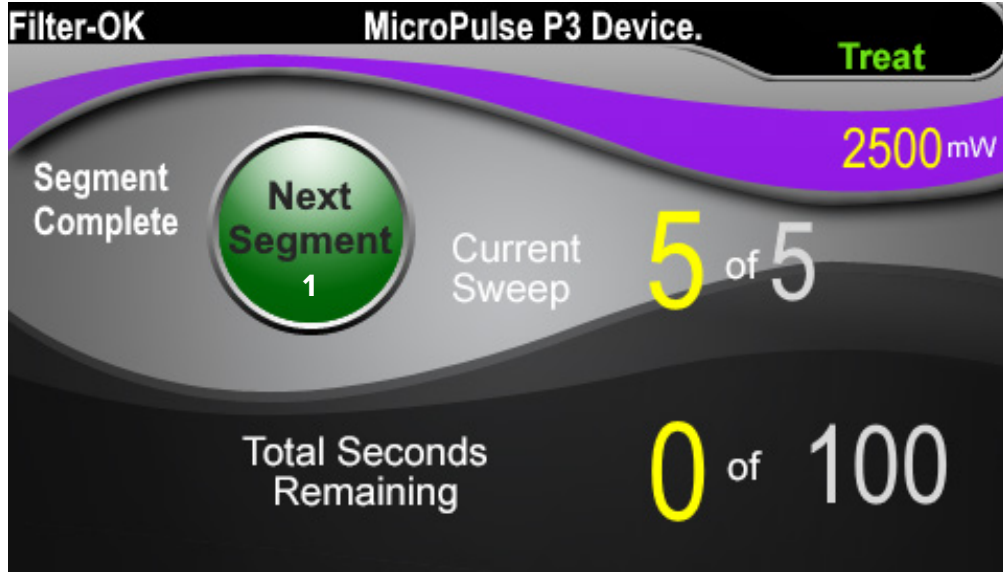 Filter-OK
MicroPulse P3 Device.
Treat
2500 mW
Segment
Complete
Next
Segment
1
Current
Sweep
5 of 5
Total Seconds
Remaining
0 of 100